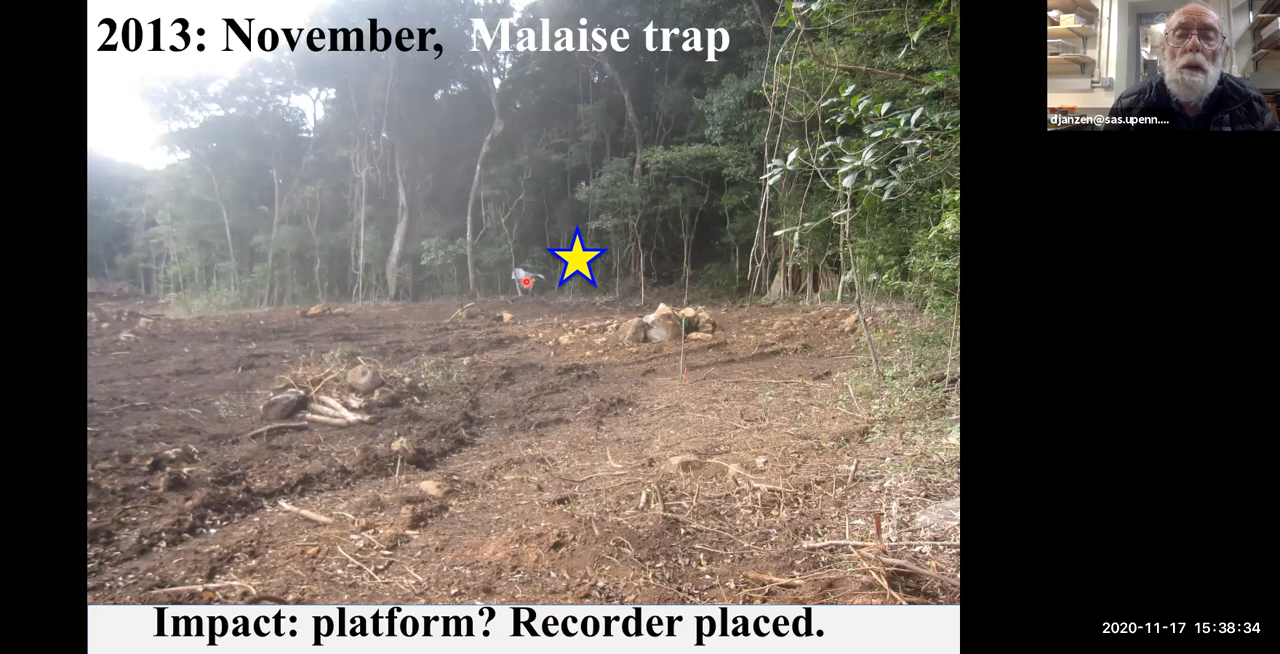 2013: November, Malaise trap
djanzen@sas.upenn....
Impact: platform? Recorder placed.
2020-11-17 15:38:34